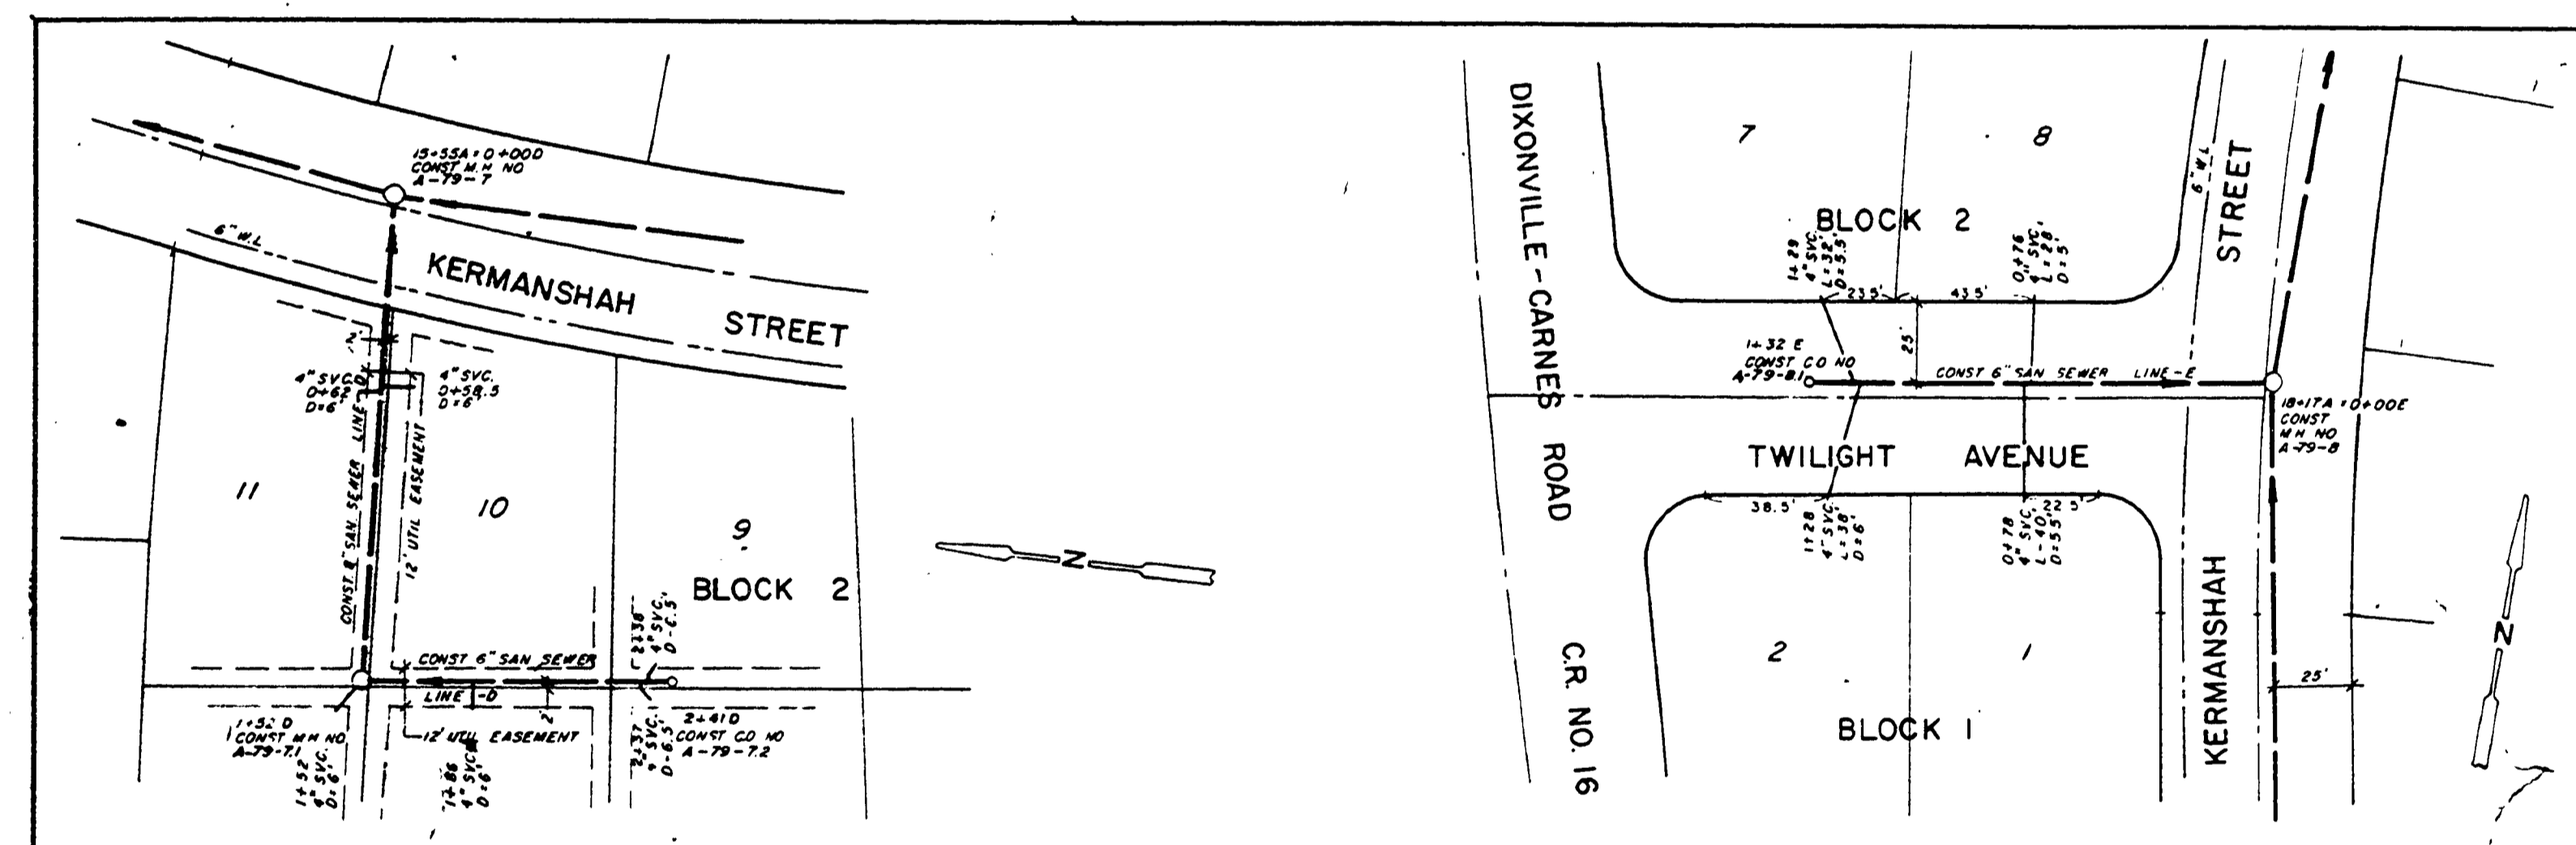 15+55A=0+00D
CONST M.H NO
A-79-7
6" W.L
KERMANSHAH STREET
4" SVC.
0+62
D=6'
4" SVC.
0+58.5
D=6'
CONST. 8" SAN SEWER LINE D
12' UTIL EASEMENT
11
10
9
BLOCK 2
CONST 6" SAN SEWER
LINE-D
2'
2+38
4" SVC.
D-6.5'
1+52 D
CONST M.H NO
A-79-7.1
12' UTIL EASEMENT
2+41 D
CONST C.O NO
A-79-7.2
2+37
4" SVC.
D-6.5'
1+52
4" SVC.
D=6'
1+86
4" SVC.
D=6'
N
DIXONVILLE-CARNES ROAD C.R. NO. 16
7
8
BLOCK 2
6" W.L
STREET
1+29
4" SVC.
L=32'
D=5.5'
0+76
4" SVC.
L=28'
D=5'
23.5'
43.5'
25'
1+32 E
CONST C.O NO
A-79-8.1
CONST 6" SAN SEWER LINE-E
18+17A=0+00E
CONST
M H NO
A-79-8
TWILIGHT AVENUE
38.5'
22.5'
1+28
4" SVC.
L=38'
D=6'
0+78
4" SVC.
L-40'
D=5.5'
2
1
BLOCK 1
KERMANSHAH
25'
N